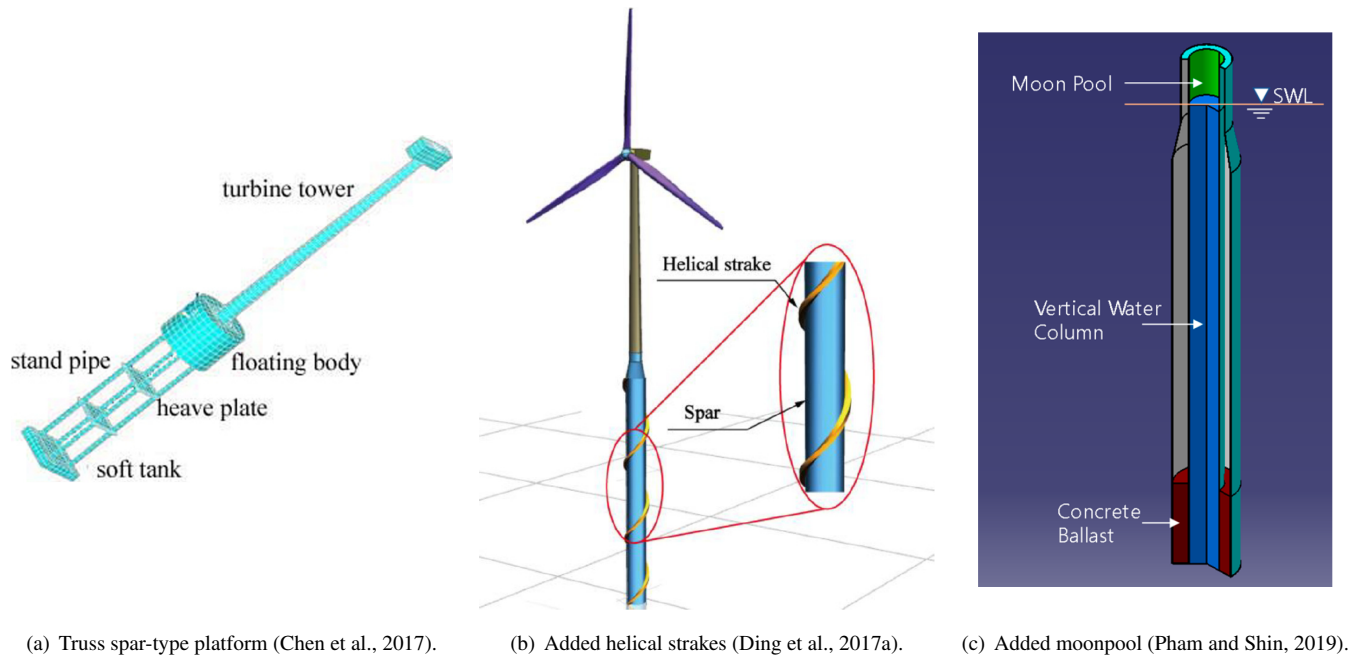 turbine tower
stand pipe
floating body
heave plate
soft tank
Helical strake
Spar
Moon Pool
SWL
Vertical Water
Column
Concrete
Ballast
(a) Truss spar-type platform (Chen et al., 2017).
(b) Added helical strakes (Ding et al., 2017a).
(c) Added moonpool (Pham and Shin, 2019).